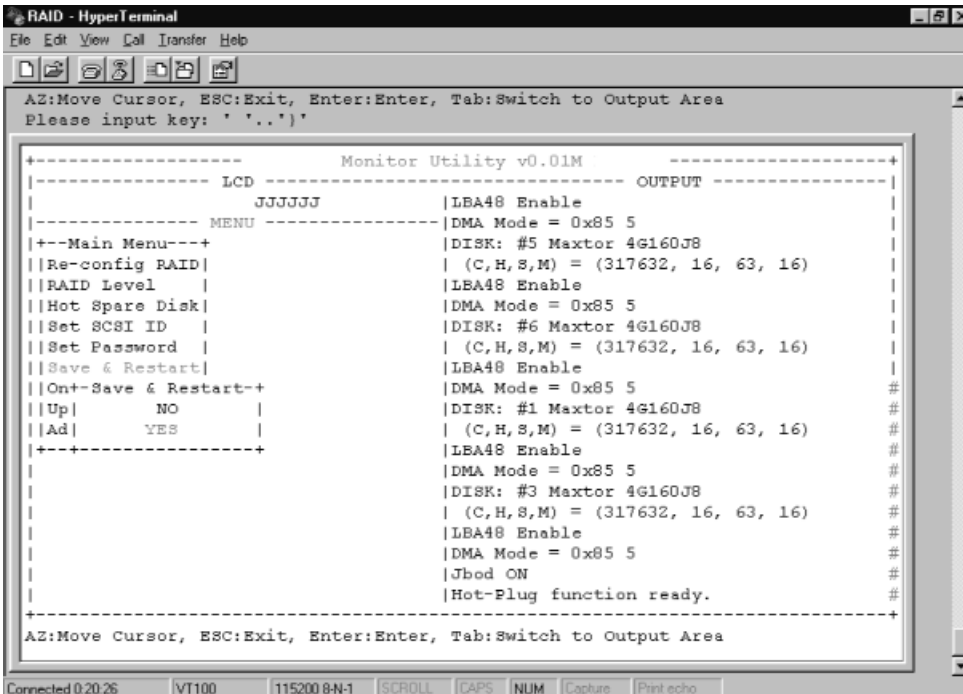 RAID - HyperTerminal
File Edit View Call Transfer Help
AZ:Move Cursor, ESC:Exit, Enter:Enter, Tab:Switch to Output Area
Please input key: ' '..')'
+------------------- Monitor Utility v0.01M --------------------+
|---------------- LCD --------------------------------- OUTPUT ----------------|
| JJJJJJ |LBA48 Enable |
|--------------- MENU ----------------|DMA Mode = 0x85 5 |
|+--Main Menu---+ |DISK: #5 Maxtor 4G160J8 |
||Re-config RAID| | (C,H,S,M) = (317632, 16, 63, 16) |
||RAID Level | |LBA48 Enable |
||Hot Spare Disk| |DMA Mode = 0x85 5 |
||Set SCSI ID | |DISK: #6 Maxtor 4G160J8 |
||Set Password | | (C,H,S,M) = (317632, 16, 63, 16) |
||Save & Restart| |LBA48 Enable |
||On+-Save & Restart-+ |DMA Mode = 0x85 5 #
||Up| NO | |DISK: #1 Maxtor 4G160J8 #
||Ad| YES | | (C,H,S,M) = (317632, 16, 63, 16) #
|+--+----------------+ |LBA48 Enable #
| |DMA Mode = 0x85 5 #
| |DISK: #3 Maxtor 4G160J8 #
| | (C,H,S,M) = (317632, 16, 63, 16) #
| |LBA48 Enable #
| |DMA Mode = 0x85 5 #
| |Jbod ON #
| |Hot-Plug function ready. #
+------------------------------------------------------------------------------+
AZ:Move Cursor, ESC:Exit, Enter:Enter, Tab:Switch to Output Area
Connected 0:20:26 VT100 115200 8-N-1 SCROLL CAPS NUM Capture Print echo